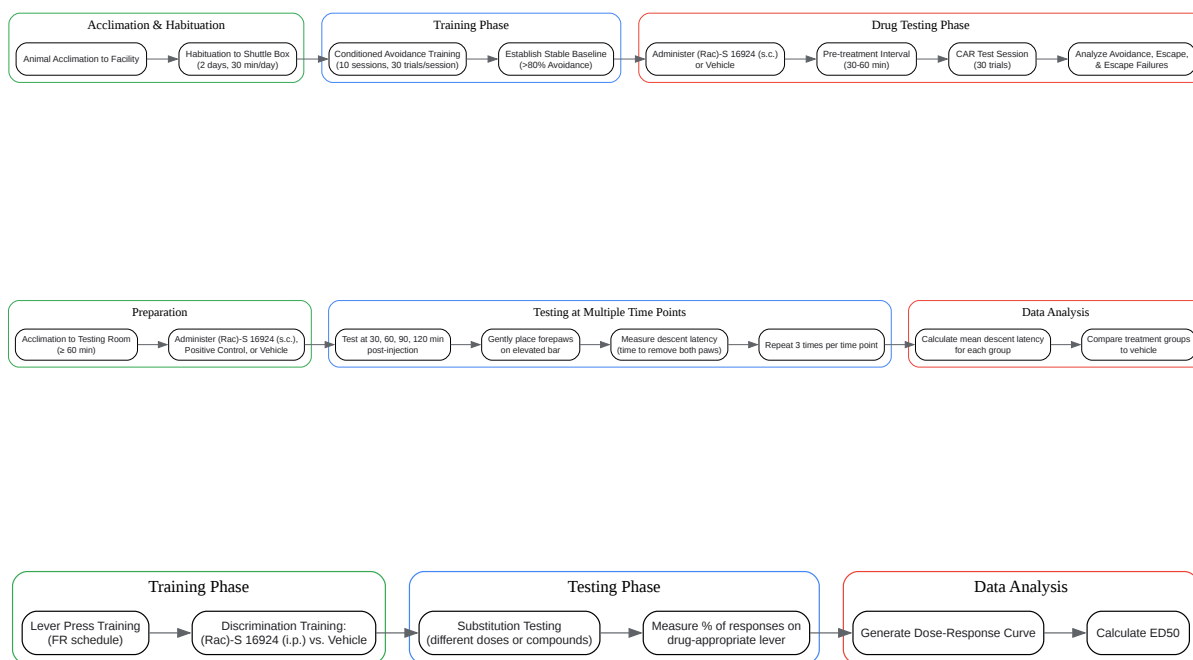 Acclimation & Habituation
Animal Acclimation to Facility
Habituation to Shuttle Box
(2 days, 30 min/day)
Training Phase
Conditioned Avoidance Training
(10 sessions, 30 trials/session)
Establish Stable Baseline
(>80% Avoidance)
Drug Testing Phase
Administer (Rac)-S 16924 (s.c.)
or Vehicle
Pre-treatment Interval
(30-60 min)
CAR Test Session
(30 trials)
Analyze Avoidance, Escape,
& Escape Failures
Preparation
Acclimation to Testing Room
(≥ 60 min)
Administer (Rac)-S 16924 (s.c.),
Positive Control, or Vehicle
Testing at Multiple Time Points
Test at 30, 60, 90, 120 min
post-injection
Gently place forepaws
on elevated bar
Measure descent latency
(time to remove both paws)
Repeat 3 times per time point
Data Analysis
Calculate mean descent latency
for each group
Compare treatment groups
to vehicle
Training Phase
Lever Press Training
(FR schedule)
Discrimination Training:
(Rac)-S 16924 (i.p.) vs. Vehicle
Testing Phase
Substitution Testing
(different doses or compounds)
Measure % of responses on
drug-appropriate lever
Data Analysis
Generate Dose-Response Curve
Calculate ED50